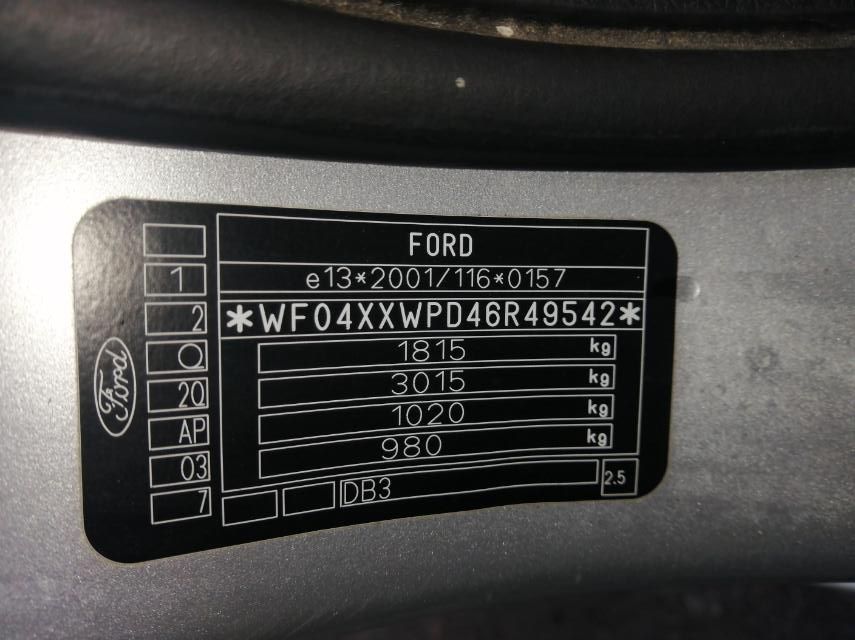 FORD
e13*2001/116*0157
*WF04XXWPD46R49542*
1815 kg
3015 kg
1020 kg
980 kg
DB3 2.5
1
2
Q
20
AP
03
7
Ford